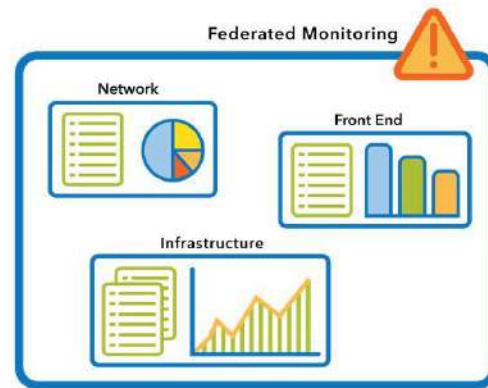 Federated Monitoring
Network
Front End
Infrastructure